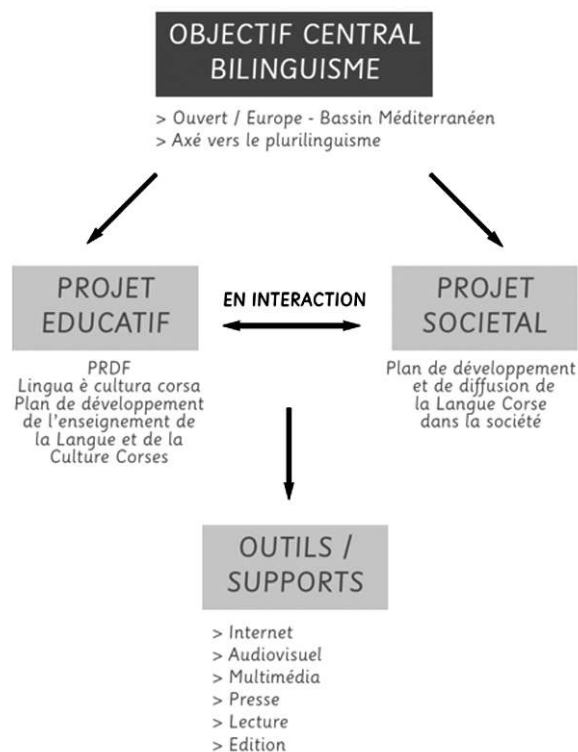 OBJECTIF CENTRAL
BILINGUISME
> Ouvert / Europe - Bassin Méditerranéen
> Axé vers le plurilinguisme
PROJET
EDUCATIF
PRDF
Lingua è cultura corsa
Plan de développement
de l'enseignement de
la Langue et de la
Culture Corses
EN INTERACTION
PROJET
SOCIETAL
Plan de développement
et de diffusion de
la Langue Corse
dans la société
OUTILS /
SUPPORTS
> Internet
> Audiovisuel
> Multimédia
> Presse
> Lecture
> Edition